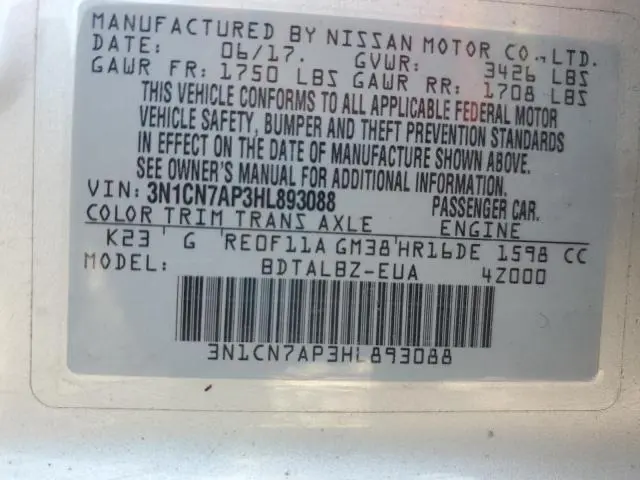 MANUFACTURED BY NISSAN MOTOR CO.,LTD.
DATE: 06/17. GVWR: 3426 LBS
GAWR FR: 1750 LBS GAWR RR: 1708 LBS
THIS VEHICLE CONFORMS TO ALL APPLICABLE FEDERAL MOTOR
VEHICLE SAFETY, BUMPER AND THEFT PREVENTION STANDARDS
IN EFFECT ON THE DATE OF MANUFACTURE SHOWN ABOVE.
SEE OWNER'S MANUAL FOR ADDITIONAL INFORMATION.
VIN: 3N1CN7AP3HL893088 PASSENGER CAR.
COLOR TRIM TRANS AXLE ENGINE
K23 G RE0F11A GM38 HR16DE 1598 CC
MODEL: BDTALBZ-EUA 4Z000
3N1CN7AP3HL893088